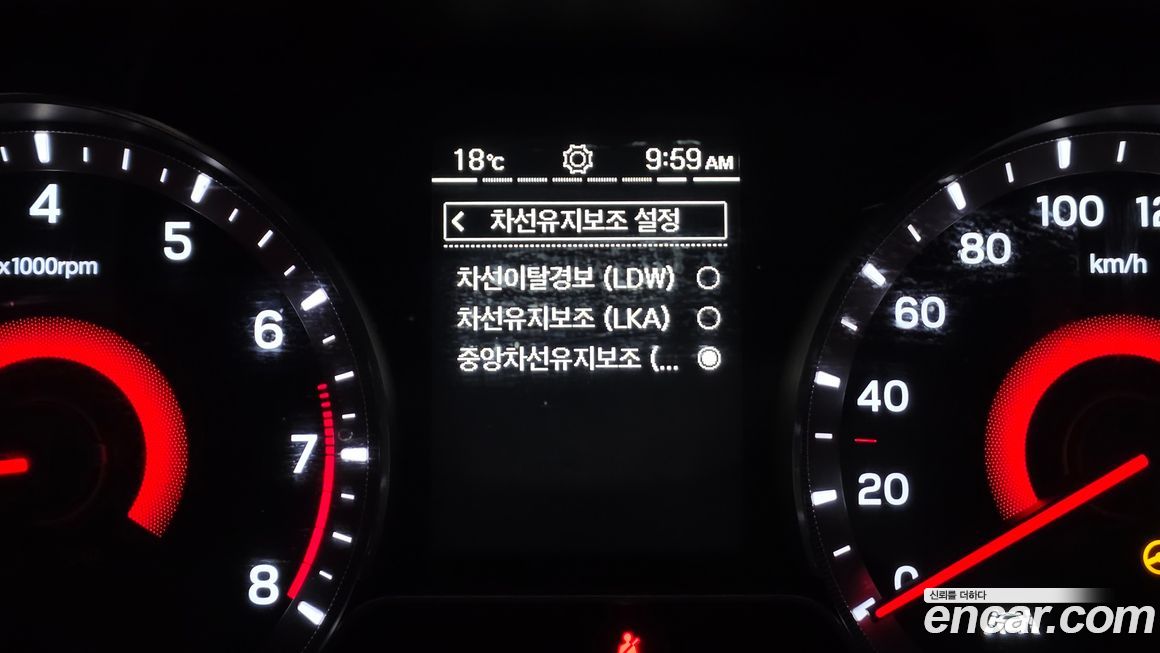 18°C 9:59 AM
< 차선유지보조 설정
차선이탈경보 (LDW)
차선유지보조 (LKA)
중앙차선유지보조 (...
4
5
6
7
8
x1000rpm
100
80
60
40
20
0
km/h
신뢰를 더하다
encar.com